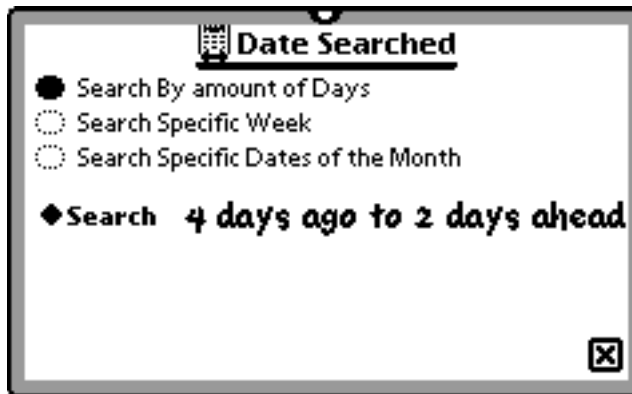 Date Searched
Search By amount of Days
Search Specific Week
Search Specific Dates of the Month
Search 4 days ago to 2 days ahead